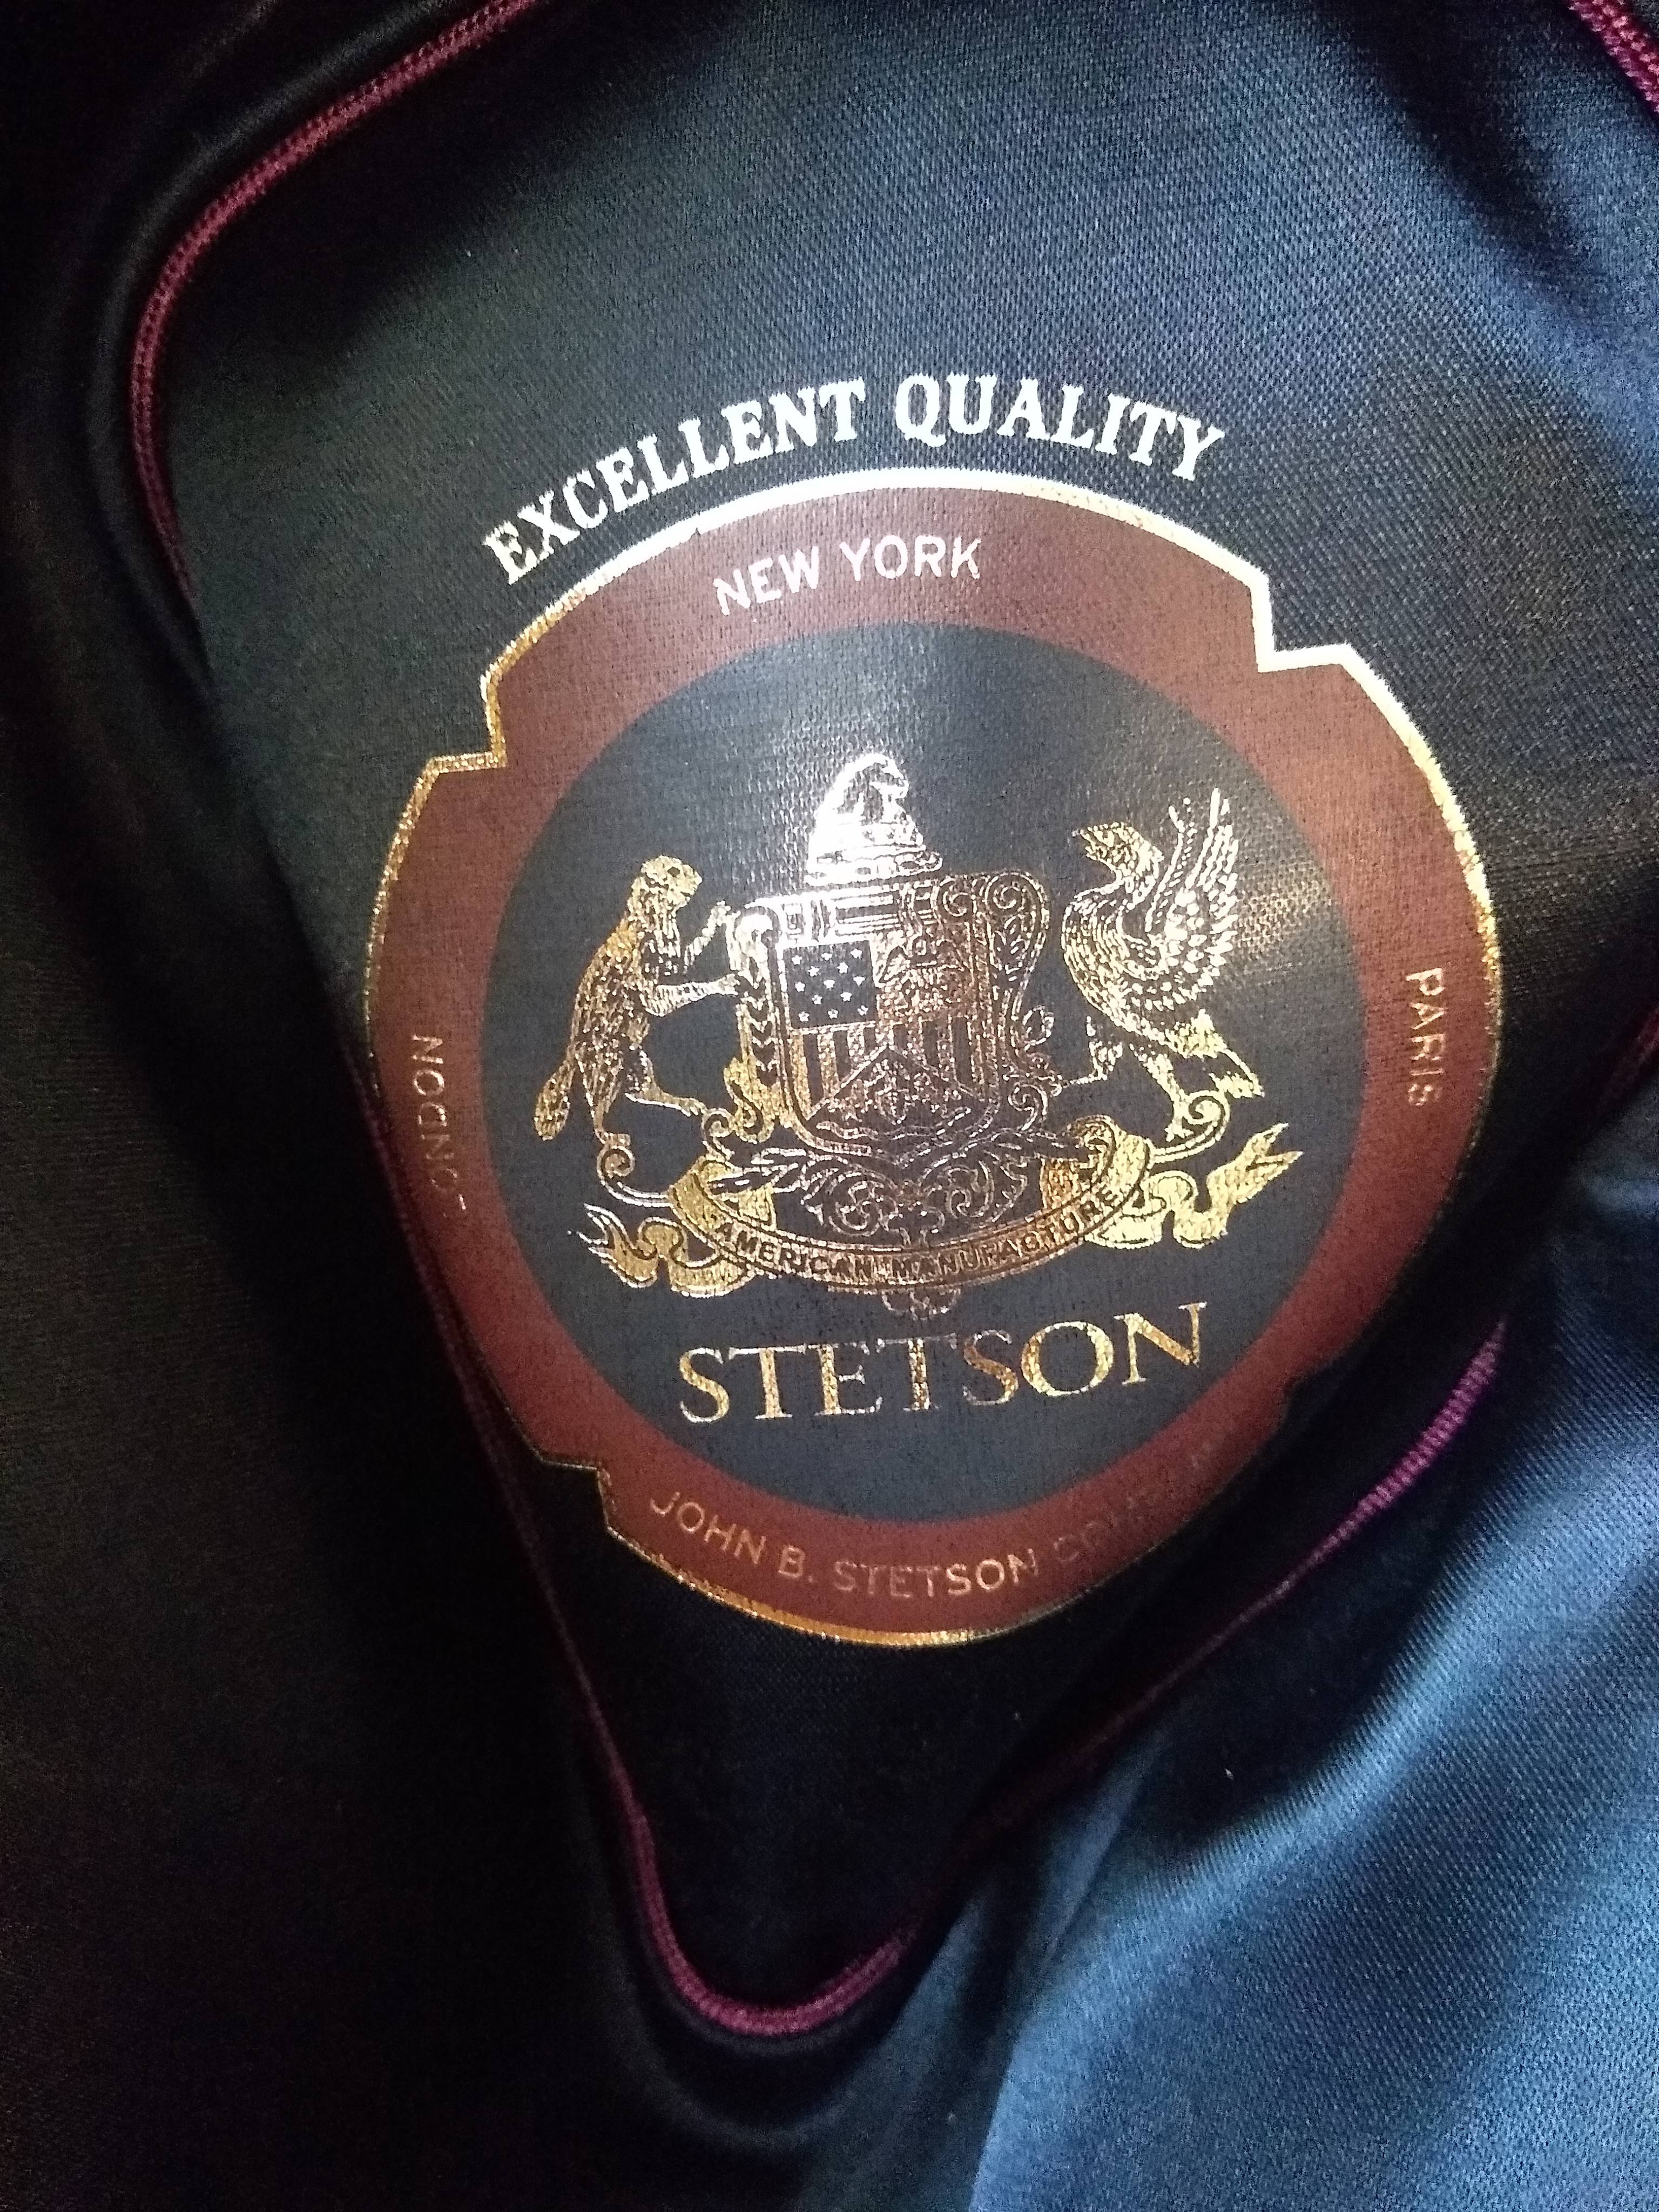 EXCELLENT QUALITY
NEW YORK
LONDON
PARIS
AMERICAN MANUFACTURE
STETSON
JOHN B. STETSON